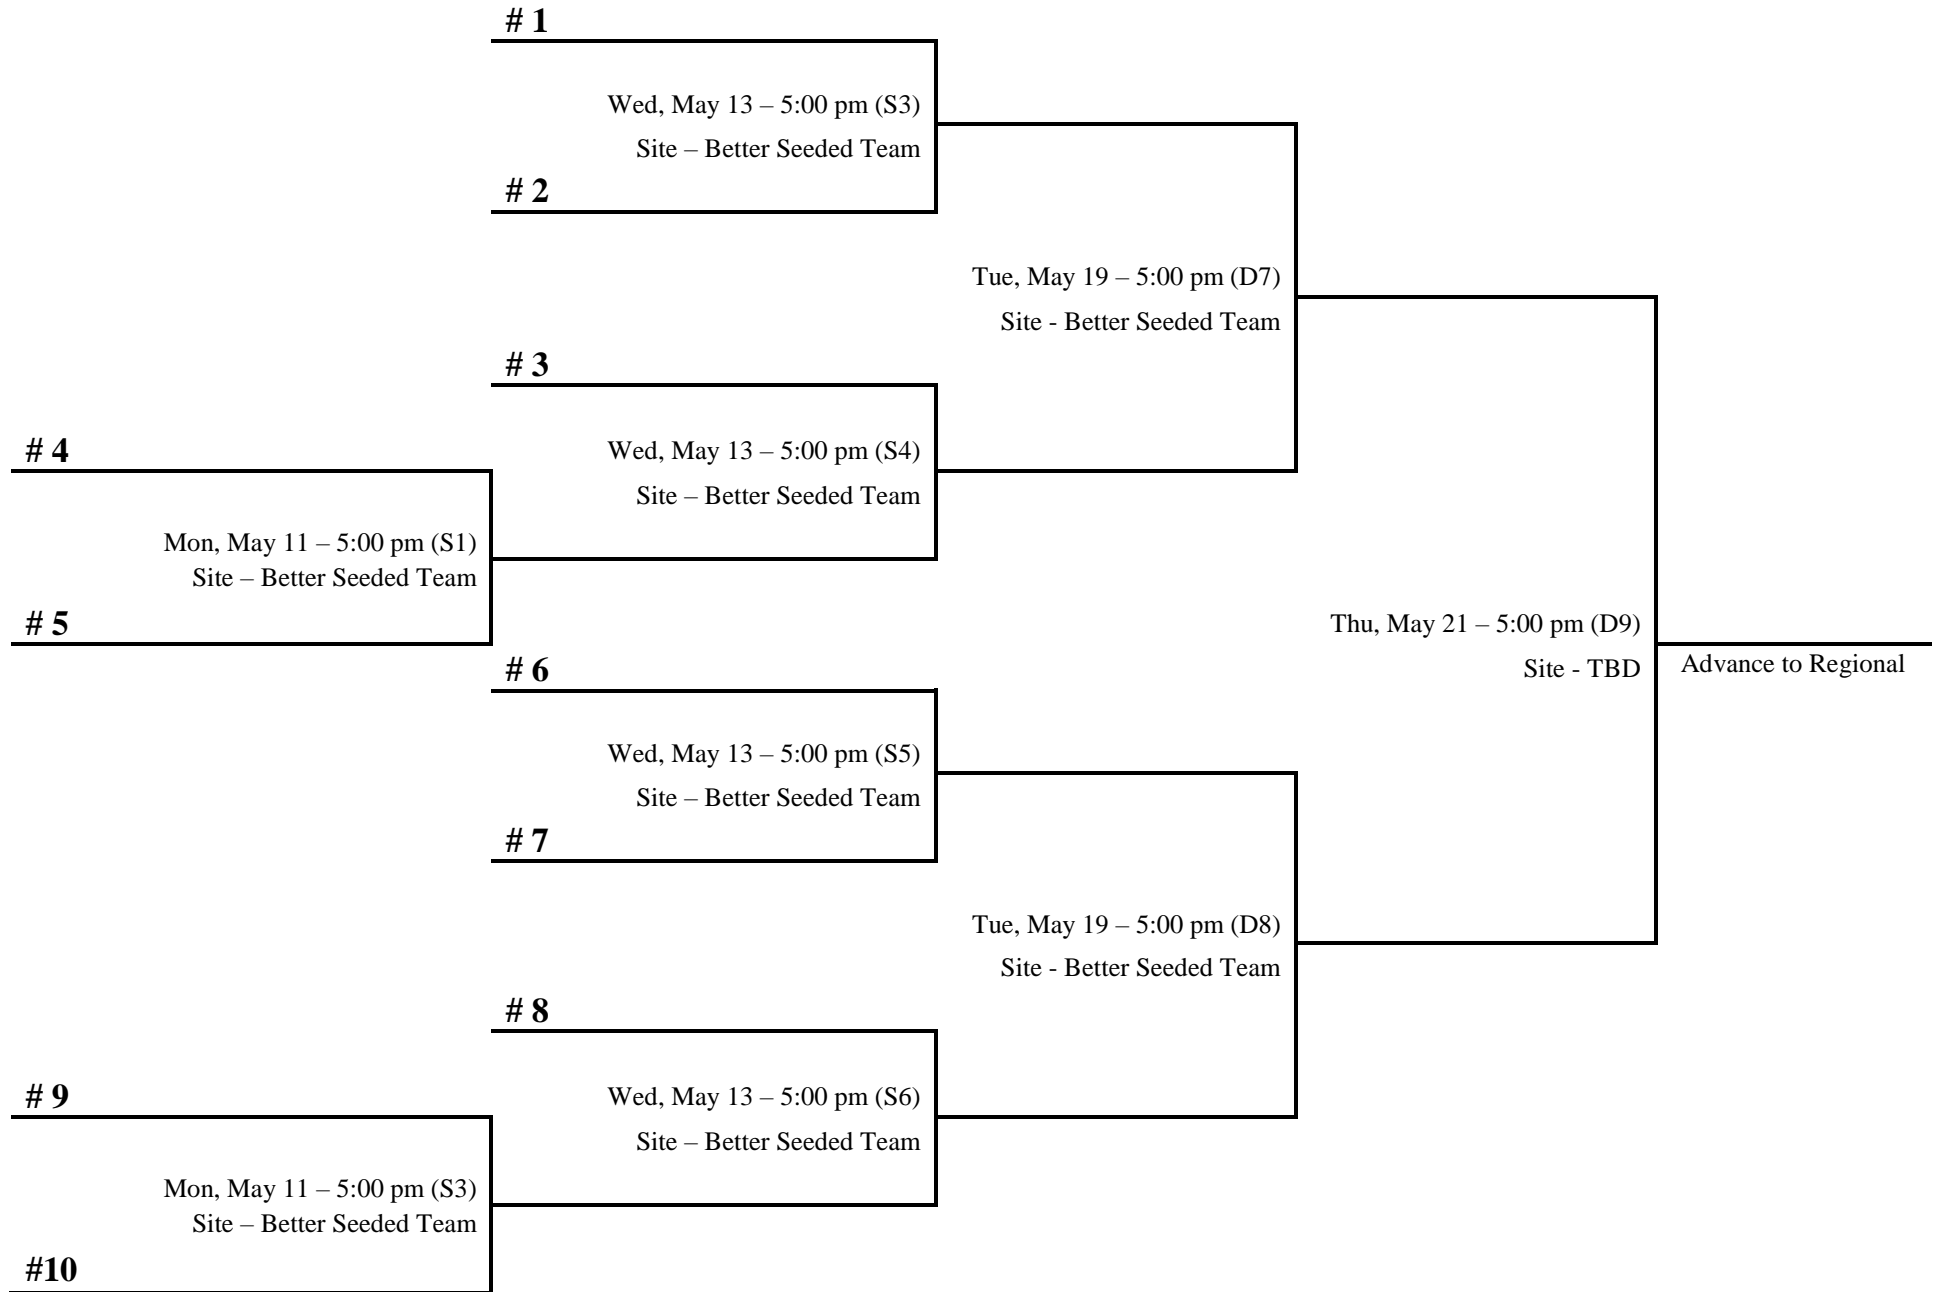 # 1
Wed, May 13 – 5:00 pm (S3)
Site – Better Seeded Team
# 2
Tue, May 19 – 5:00 pm (D7)
Site - Better Seeded Team
# 3
# 4
Wed, May 13 – 5:00 pm (S4)
Site – Better Seeded Team
Mon, May 11 – 5:00 pm (S1)
Site – Better Seeded Team
# 5
Thu, May 21 – 5:00 pm (D9)
Site - TBD
Advance to Regional
# 6
Wed, May 13 – 5:00 pm (S5)
Site – Better Seeded Team
# 7
Tue, May 19 – 5:00 pm (D8)
Site - Better Seeded Team
# 8
# 9
Wed, May 13 – 5:00 pm (S6)
Site – Better Seeded Team
Mon, May 11 – 5:00 pm (S3)
Site – Better Seeded Team
#10